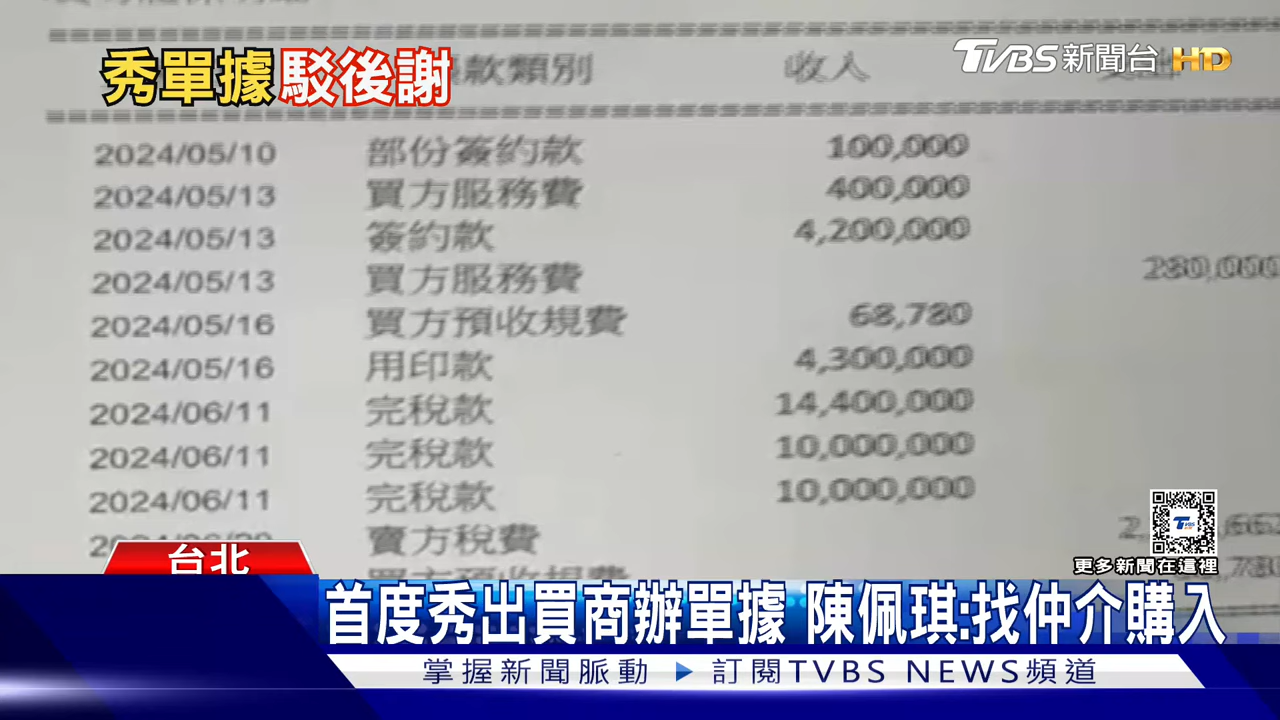 秀單據駁後謝
TVBS新聞台 HD
款類別 收入
2024/05/10 部份簽約款 100,000
2024/05/13 買方服務費 400,000
2024/05/13 簽約款 4,200,000
2024/05/13 買方服務費
2024/05/16 買方預收規費 68,780
2024/05/16 用印款 4,300,000
2024/06/11 完稅款 14,400,000
2024/06/11 完稅款 10,000,000
2024/06/11 完稅款 10,000,000
賣方稅費
TVBS
更多新聞在這裡
台北
首度秀出買商辦單據 陳佩琪:找仲介購入
掌握新聞脈動 訂閱TVBS NEWS頻道